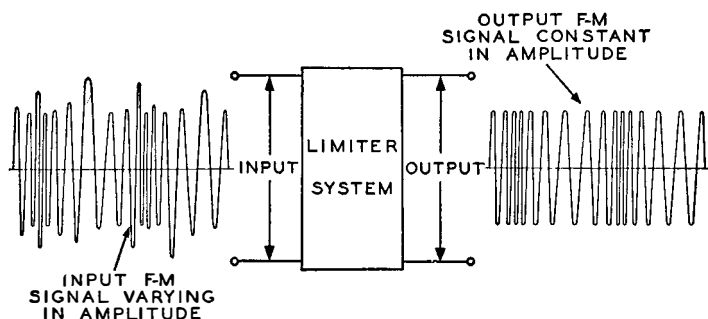 OUTPUT F-M
SIGNAL CONSTANT
IN AMPLITUDE
INPUT
LIMITER
SYSTEM
OUTPUT
INPUT F-M
SIGNAL VARYING
IN AMPLITUDE